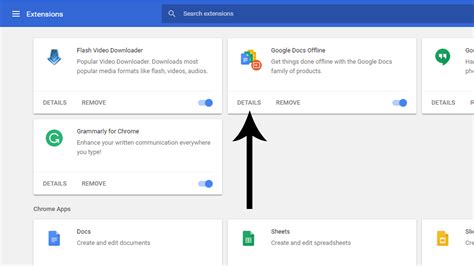 Extensions
Search extensions
Flash Video Downloader
Popular Video Downloader. Downloads most
popular media formats like flash, videos, audios.
DETAILS REMOVE
Google Docs Offline
Get things done offline with the Google Docs
family of products.
DETAILS REMOVE
DETAILS
Grammarly for Chrome
Enhance your written communication everywhere
you type!
DETAILS REMOVE
Chrome Apps
Docs
Create and edit documents
Sheets
Create and edit spreadsheets
Create and edit